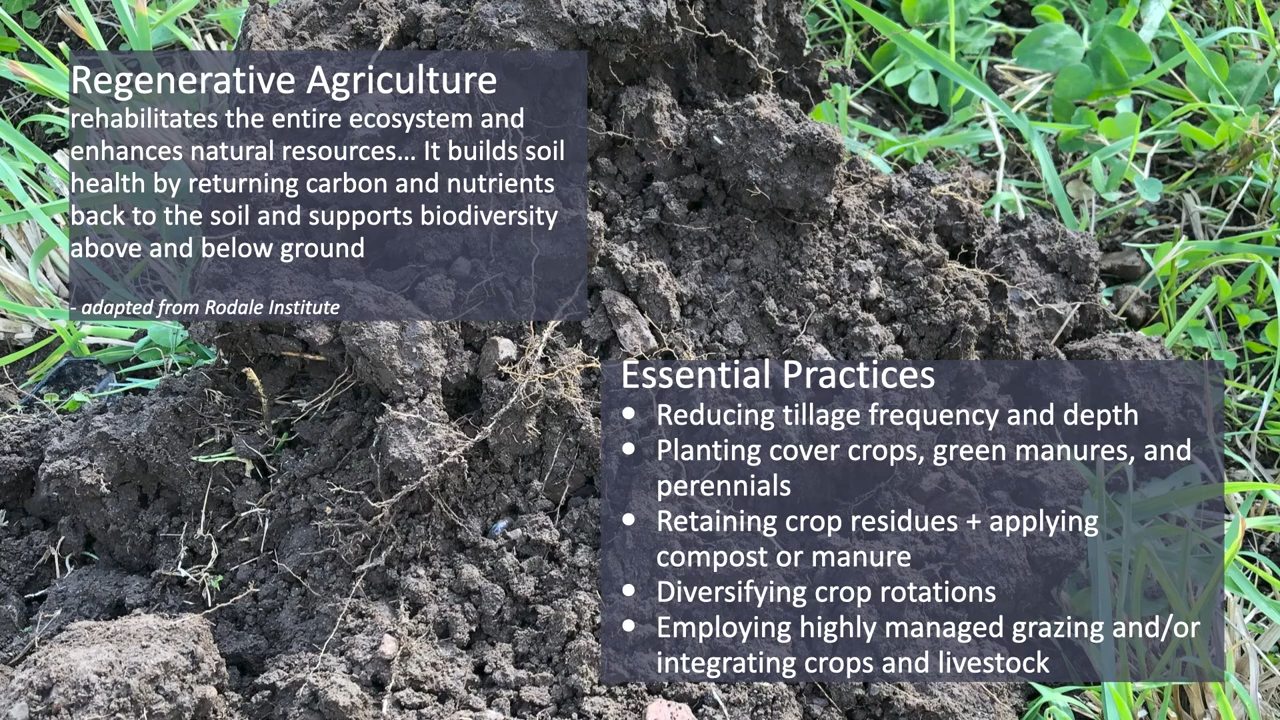 Regenerative Agriculture
rehabilitates the entire ecosystem and
enhances natural resources… It builds soil
health by returning carbon and nutrients
back to the soil and supports biodiversity
above and below ground
- adapted from Rodale Institute
Essential Practices
• Reducing tillage frequency and depth
• Planting cover crops, green manures, and
perennials
• Retaining crop residues + applying
compost or manure
• Diversifying crop rotations
• Employing highly managed grazing and/or
integrating crops and livestock